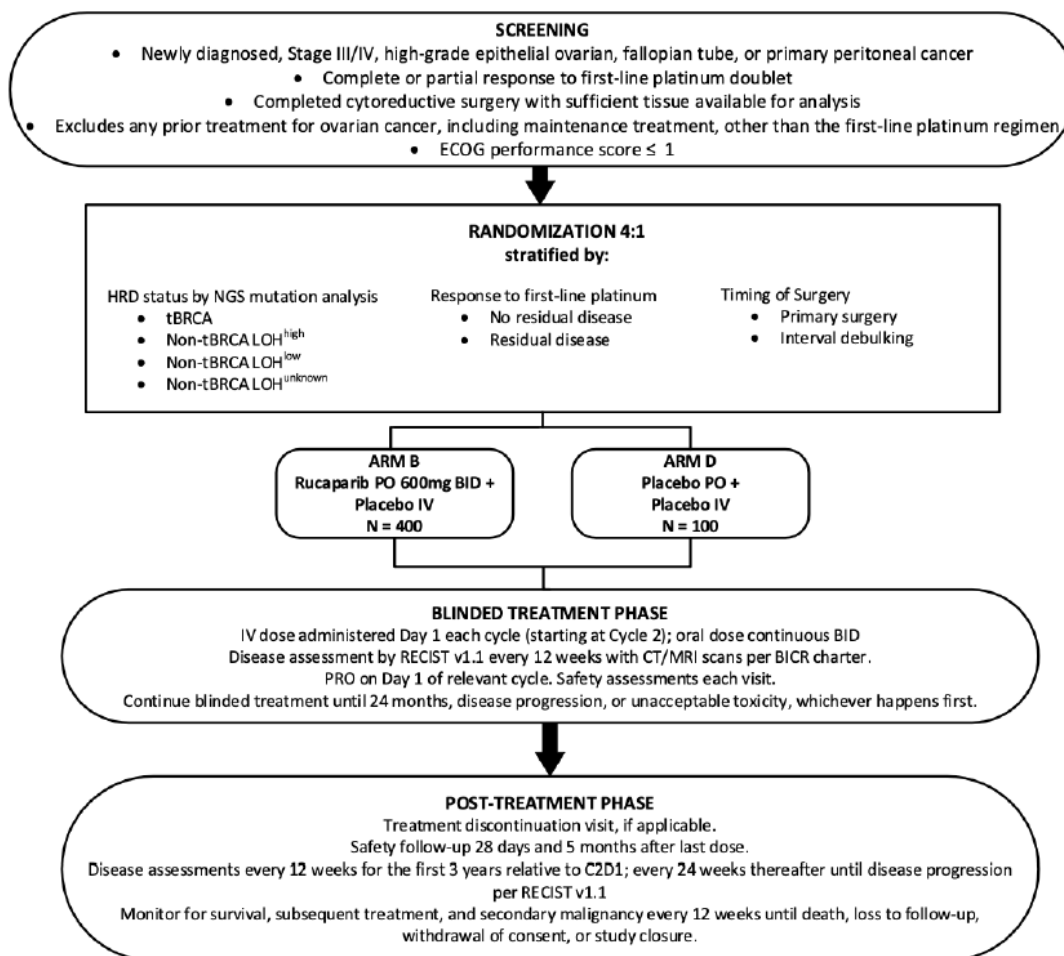 SCREENING
• Newly diagnosed, Stage III/IV, high-grade epithelial ovarian, fallopian tube, or primary peritoneal cancer
• Complete or partial response to first-line platinum doublet
• Completed cytoreductive surgery with sufficient tissue available for analysis
• Excludes any prior treatment for ovarian cancer, including maintenance treatment, other than the first-line platinum regimen
• ECOG performance score ≤ 1
RANDOMIZATION 4:1
stratified by:
HRD status by NGS mutation analysis
• tBRCA
• Non-tBRCA LOHhigh
• Non-tBRCA LOHlow
• Non-tBRCA LOHunknown
Response to first-line platinum
• No residual disease
• Residual disease
Timing of Surgery
• Primary surgery
• Interval debulking
ARM B
Rucaparib PO 600mg BID +
Placebo IV
N = 400
ARM D
Placebo PO +
Placebo IV
N = 100
BLINDED TREATMENT PHASE
IV dose administered Day 1 each cycle (starting at Cycle 2); oral dose continuous BID
Disease assessment by RECIST v1.1 every 12 weeks with CT/MRI scans per BICR charter.
PRO on Day 1 of relevant cycle. Safety assessments each visit.
Continue blinded treatment until 24 months, disease progression, or unacceptable toxicity, whichever happens first.
POST-TREATMENT PHASE
Treatment discontinuation visit, if applicable.
Safety follow-up 28 days and 5 months after last dose.
Disease assessments every 12 weeks for the first 3 years relative to C2D1; every 24 weeks thereafter until disease progression
per RECIST v1.1
Monitor for survival, subsequent treatment, and secondary malignancy every 12 weeks until death, loss to follow-up,
withdrawal of consent, or study closure.